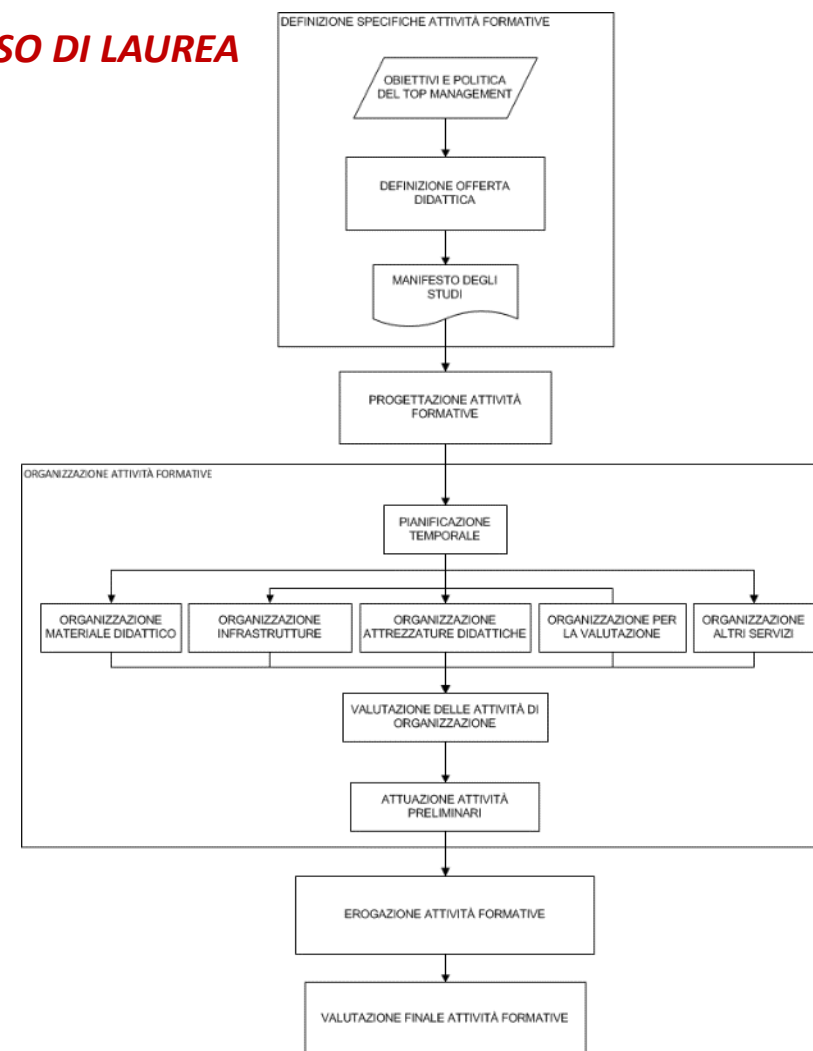 SO DI LAUREA
DEFINIZIONE SPECIFICHE ATTIVITÀ FORMATIVE
OBIETTIVI E POLITICA
DEL TOP MANAGEMENT
DEFINIZIONE OFFERTA
DIDATTICA
MANIFESTO DEGLI
STUDI
PROGETTAZIONE ATTIVITÀ
FORMATIVE
ORGANIZZAZIONE ATTIVITÀ FORMATIVE
PIANIFICAZIONE
TEMPORALE
ORGANIZZAZIONE
MATERIALE DIDATTICO
ORGANIZZAZIONE
INFRASTRUTTURE
ORGANIZZAZIONE
ATTREZZATURE DIDATTICHE
ORGANIZZAZIONE PER
LA VALUTAZIONE
ORGANIZZAZIONE
ALTRI SERVIZI
VALUTAZIONE DELLE ATTIVITÀ DI
ORGANIZZAZIONE
ATTUAZIONE ATTIVITÀ
PRELIMINARI
EROGAZIONE ATTIVITÀ FORMATIVE
VALUTAZIONE FINALE ATTIVITÀ FORMATIVE